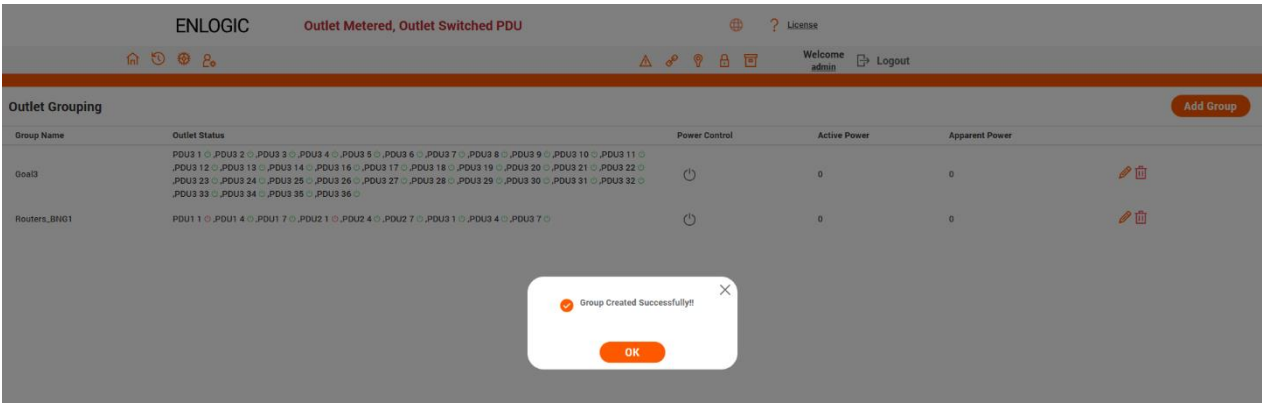 ENLOGIC Outlet Metered, Outlet Switched PDU ? License
Welcome
admin Logout
Outlet Grouping Add Group
Group Name Outlet Status Power Control Active Power Apparent Power
PDU3 1 ,PDU3 2 ,PDU3 3 ,PDU3 4 ,PDU3 5 ,PDU3 6 ,PDU3 7 ,PDU3 8 ,PDU3 9 ,PDU3 10 ,PDU3 11
,PDU3 12 ,PDU3 13 ,PDU3 14 ,PDU3 16 ,PDU3 17 ,PDU3 18 ,PDU3 19 ,PDU3 20 ,PDU3 21 ,PDU3 22
Goal3 0 0
,PDU3 23 ,PDU3 24 ,PDU3 25 ,PDU3 26 ,PDU3 27 ,PDU3 28 ,PDU3 29 ,PDU3 30 ,PDU3 31 ,PDU3 32
,PDU3 33 ,PDU3 34 ,PDU3 35 ,PDU3 36
Routers_BNG1 PDU1 1 ,PDU1 4 ,PDU1 7 ,PDU2 1 ,PDU2 4 ,PDU2 7 ,PDU3 1 ,PDU3 4 ,PDU3 7 0 0
Group Created Successfully!!
OK